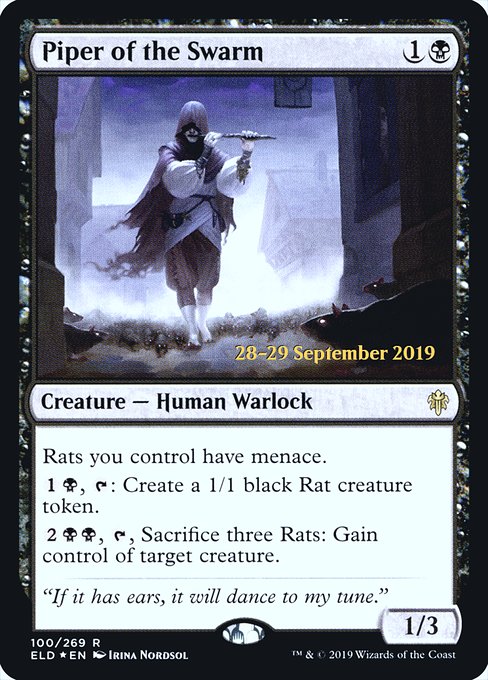 Piper of the Swarm 1
28–29 September 2019
Creature — Human Warlock
Rats you control have menace.
1, : Create a 1/1 black Rat creature
token.
2, , Sacrifice three Rats: Gain
control of target creature.
“If it has ears, it will dance to my tune.”
1/3
100/269 R
ELD ★ EN Irina Nordsol
™ & © 2019 Wizards of the Coast